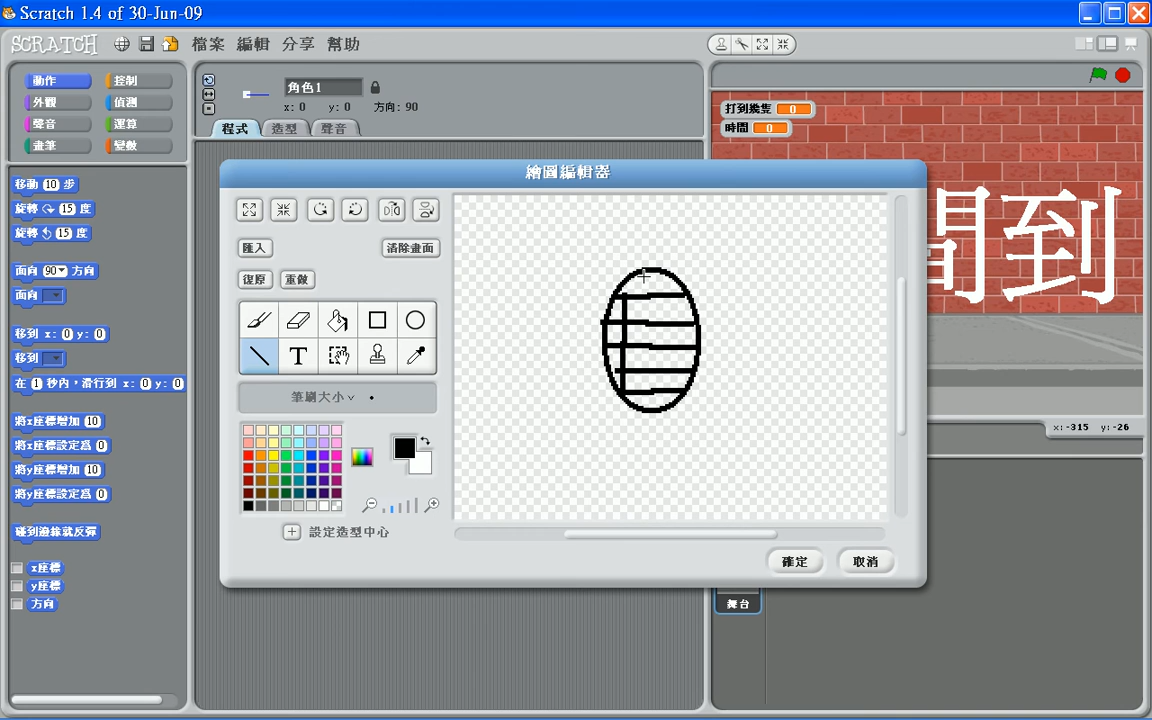 Scratch 1.4 of 30-Jun-09
SCRATCH 檔案 編輯 分享 幫助
動作 控制
外觀 偵測
聲音 運算
畫筆 變數
角色1
x: 0 y: 0 方向: 90
程式 造型 聲音
移動 10 步
旋轉 15 度
旋轉 15 度
面向 90 方向
面向
移到 x: 0 y: 0
移到
在 1 秒內,滑行到 x: 0 y: 0
將x座標增加 10
將x座標設定為 0
將y座標增加 10
將y座標設定為 0
碰到邊緣就反彈
x座標
y座標
方向
繪圖編輯器
匯入 清除畫面
復原 重做
T
筆刷大小
設定造型中心
確定 取消
打到幾隻 0
時間 0
間到
x: -315 y: -26
舞台